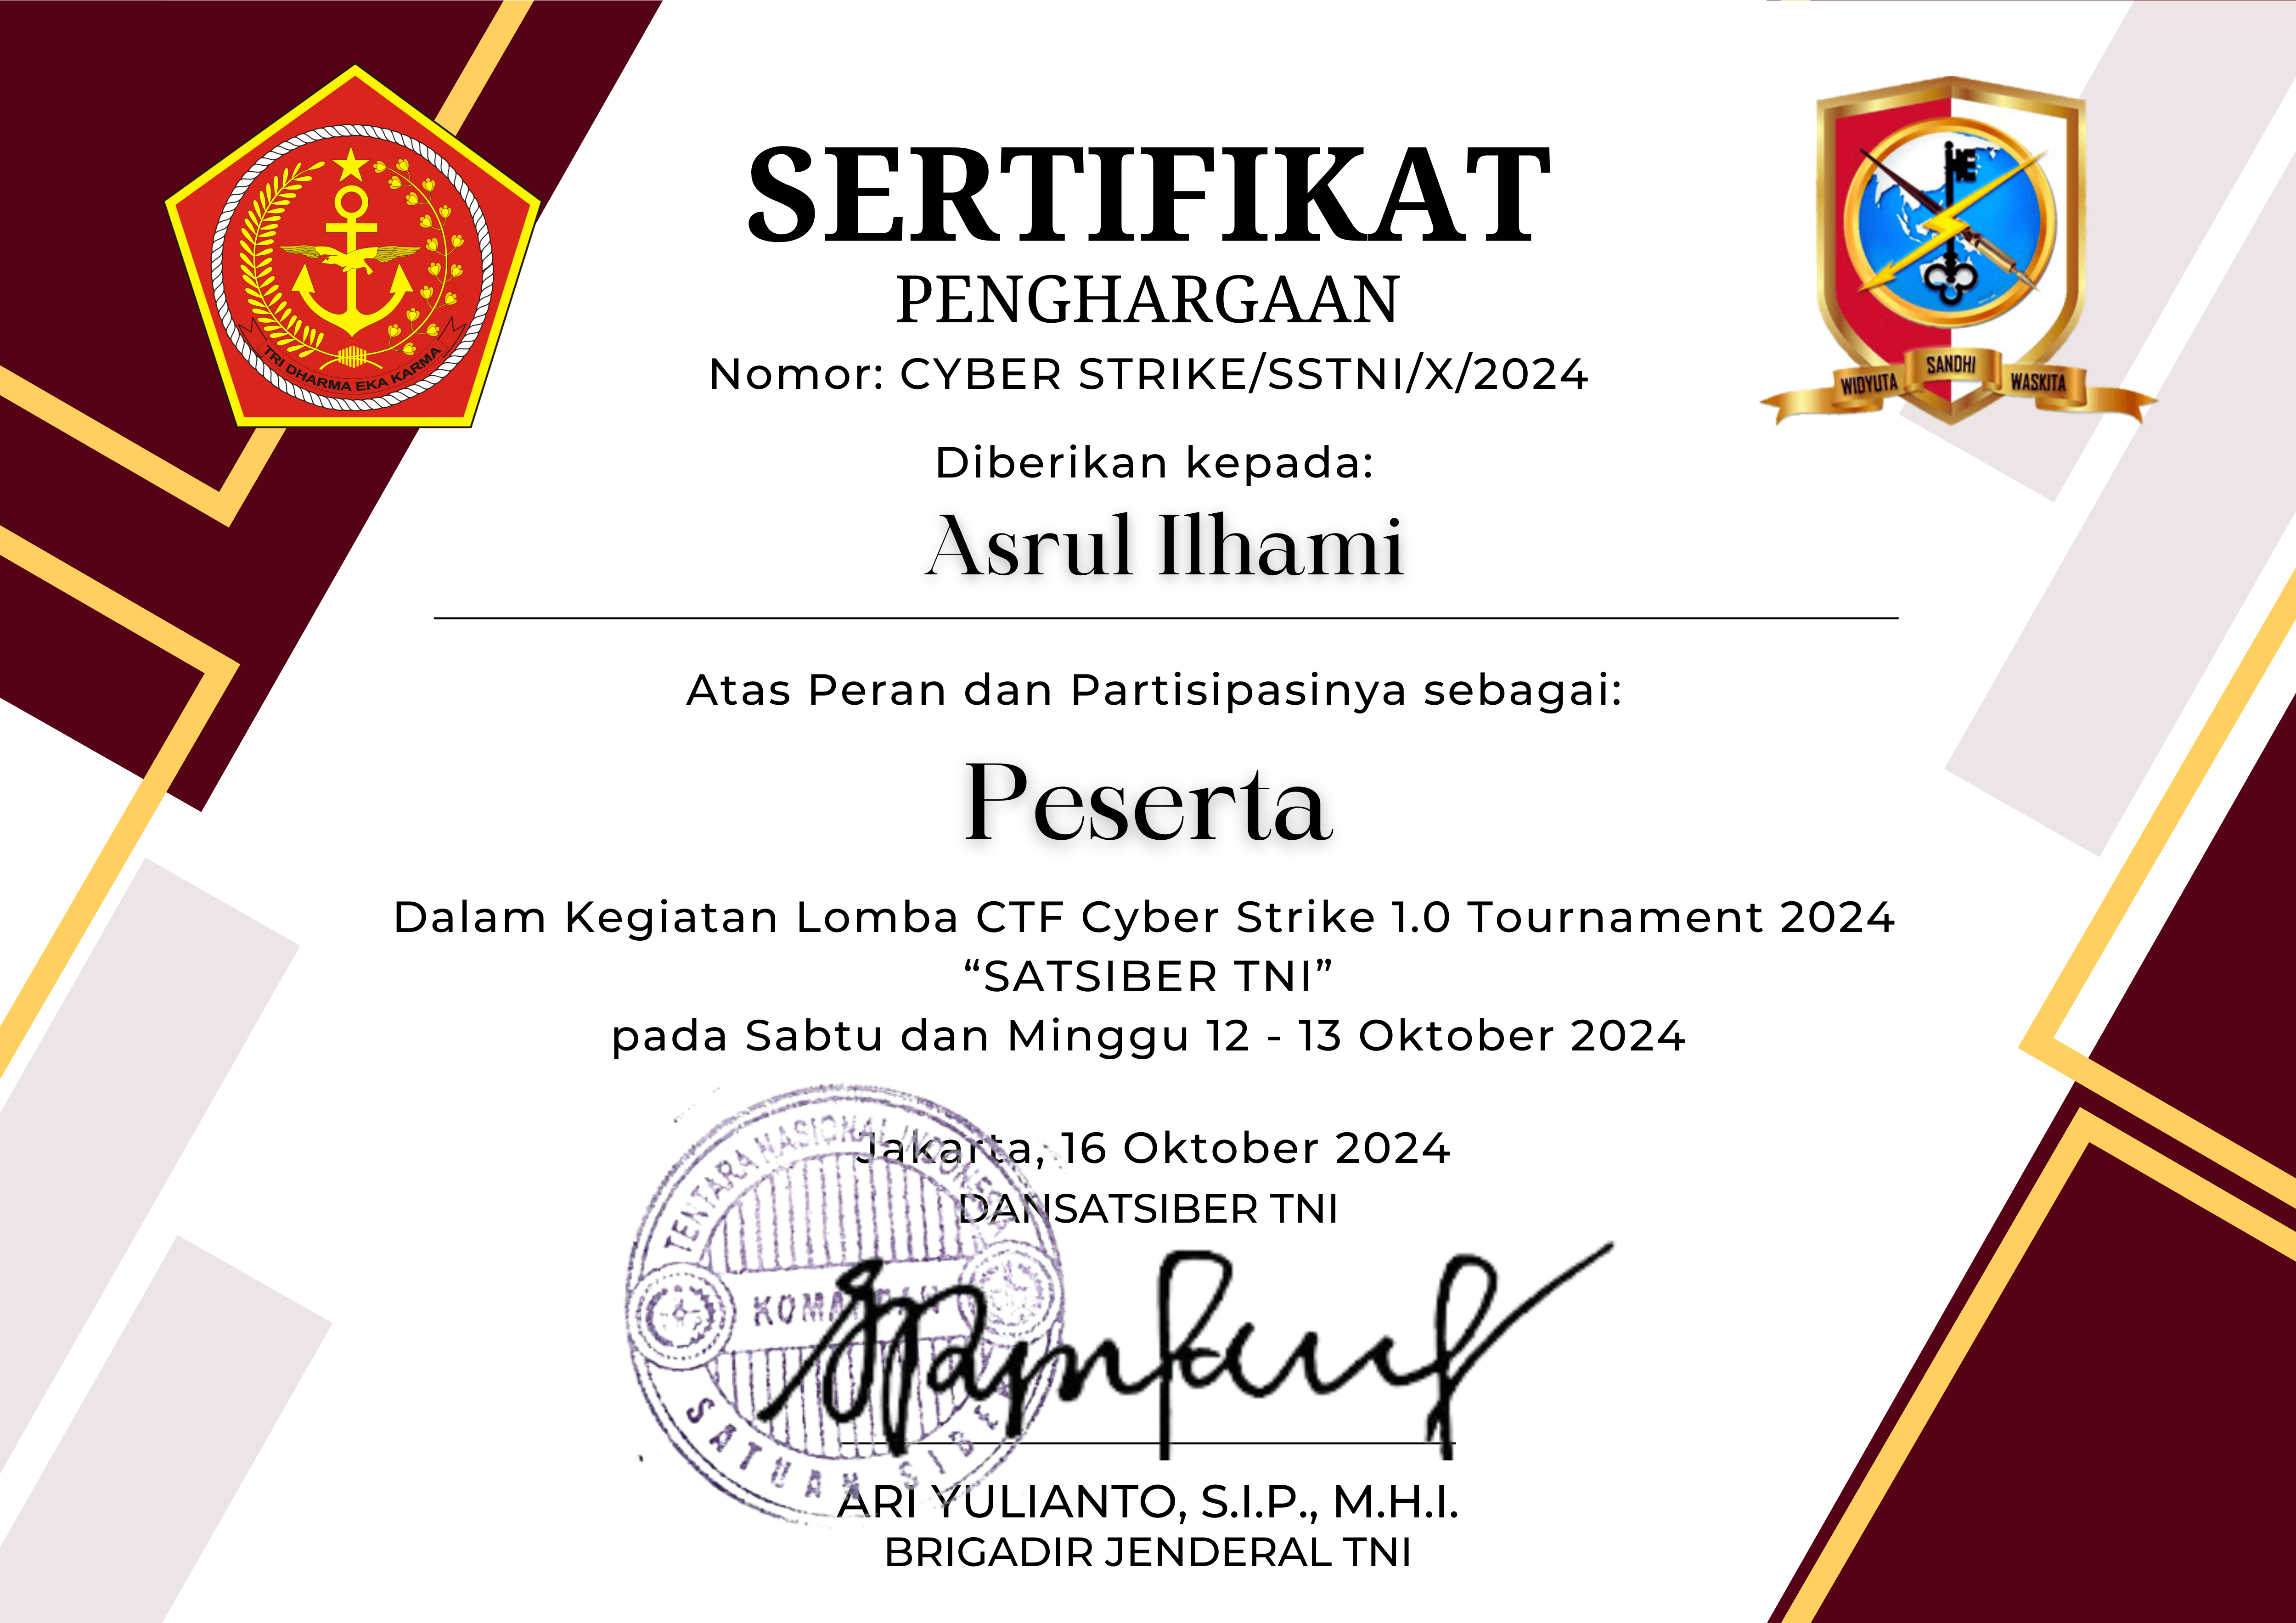 TRI DHARMA EKA KARMA
WIDYUTA SANDHI WASKITA
SERTIFIKAT
PENGHARGAAN
Nomor: CYBER STRIKE/SSTNI/X/2024
Diberikan kepada:
Asrul Ilhami
Atas Peran dan Partisipasinya sebagai:
Peserta
Dalam Kegiatan Lomba CTF Cyber Strike 1.0 Tournament 2024
“SATSIBER TNI”
pada Sabtu dan Minggu 12 - 13 Oktober 2024
Jakarta, 16 Oktober 2024
DANSATSIBER TNI
TENTARA NASIONAL INDONESIA
KOMANDAN
SATUAN SIBER
ARI YULIANTO, S.I.P., M.H.I.
BRIGADIR JENDERAL TNI